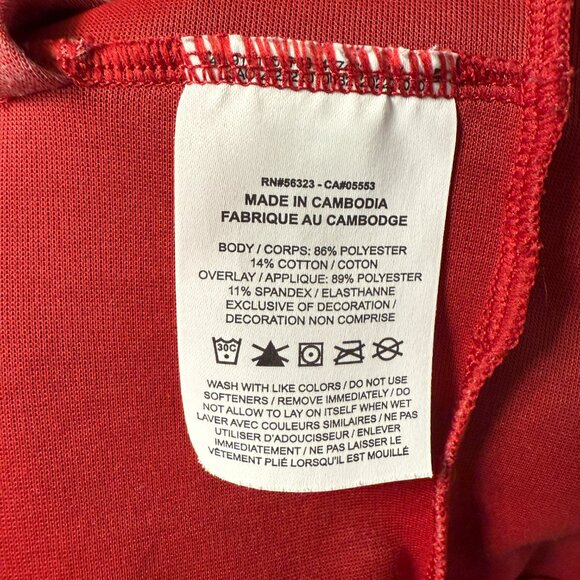 RN#56323 - CA#05553
MADE IN CAMBODIA
FABRIQUE AU CAMBODGE
BODY / CORPS: 86% POLYESTER
14% COTTON / COTON
OVERLAY / APPLIQUE: 89% POLYESTER
11% SPANDEX / ELASTHANNE
EXCLUSIVE OF DECORATION /
DECORATION NON COMPRISE
30C
WASH WITH LIKE COLORS / DO NOT USE
SOFTENERS / REMOVE IMMEDIATELY / DO
NOT ALLOW TO LAY ON ITSELF WHEN WET
LAVER AVEC COULEURS SIMILAIRES / NE PAS
UTILISER D'ADOUCISSEUR / ENLEVER
IMMEDIATEMENT / NE PAS LAISSER LE
VÊTEMENT PLIÉ LORSQU'IL EST MOUILLÉ